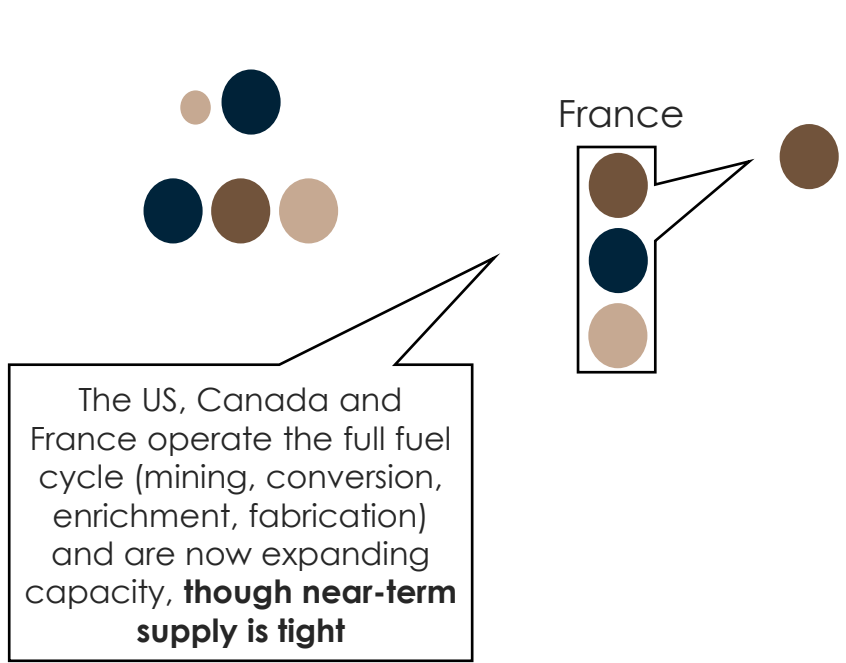 France
The US, Canada and
France operate the full fuel
cycle (mining, conversion,
enrichment, fabrication)
and are now expanding
capacity, though near-term
supply is tight